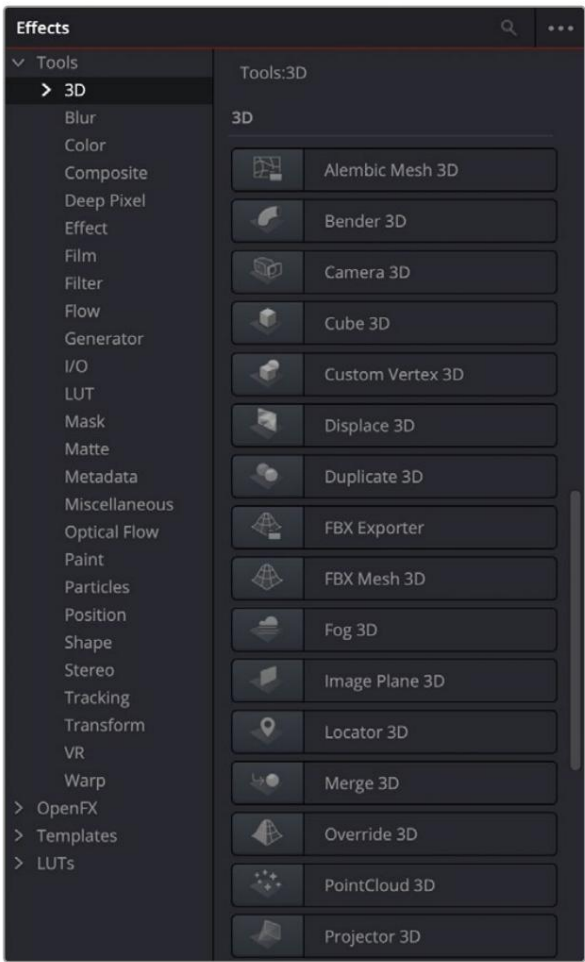 Effects
Tools
3D
Blur
Color
Composite
Deep Pixel
Effect
Film
Filter
Flow
Generator
I/O
LUT
Mask
Matte
Metadata
Miscellaneous
Optical Flow
Paint
Particles
Position
Shape
Stereo
Tracking
Transform
VR
Warp
OpenFX
Templates
LUTs
Tools:3D
3D
Alembic Mesh 3D
Bender 3D
Camera 3D
Cube 3D
Custom Vertex 3D
Displace 3D
Duplicate 3D
FBX Exporter
FBX Mesh 3D
Fog 3D
Image Plane 3D
Locator 3D
Merge 3D
Override 3D
PointCloud 3D
Projector 3D